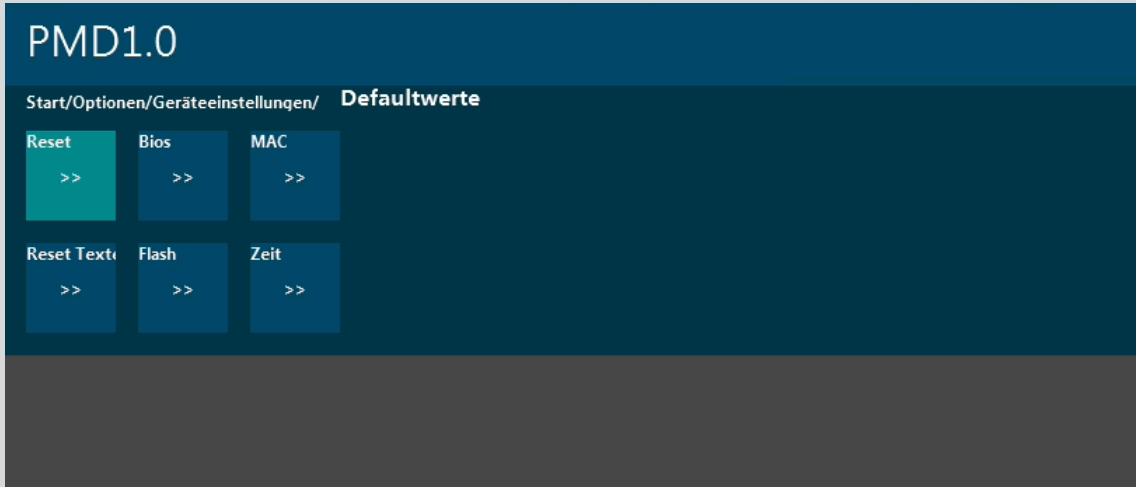 PMD1.0
Start/Optionen/Geräteeinstellungen/ Defaultwerte
Reset Bios MAC
>> >> >>
Reset Texte Flash Zeit
>> >> >>